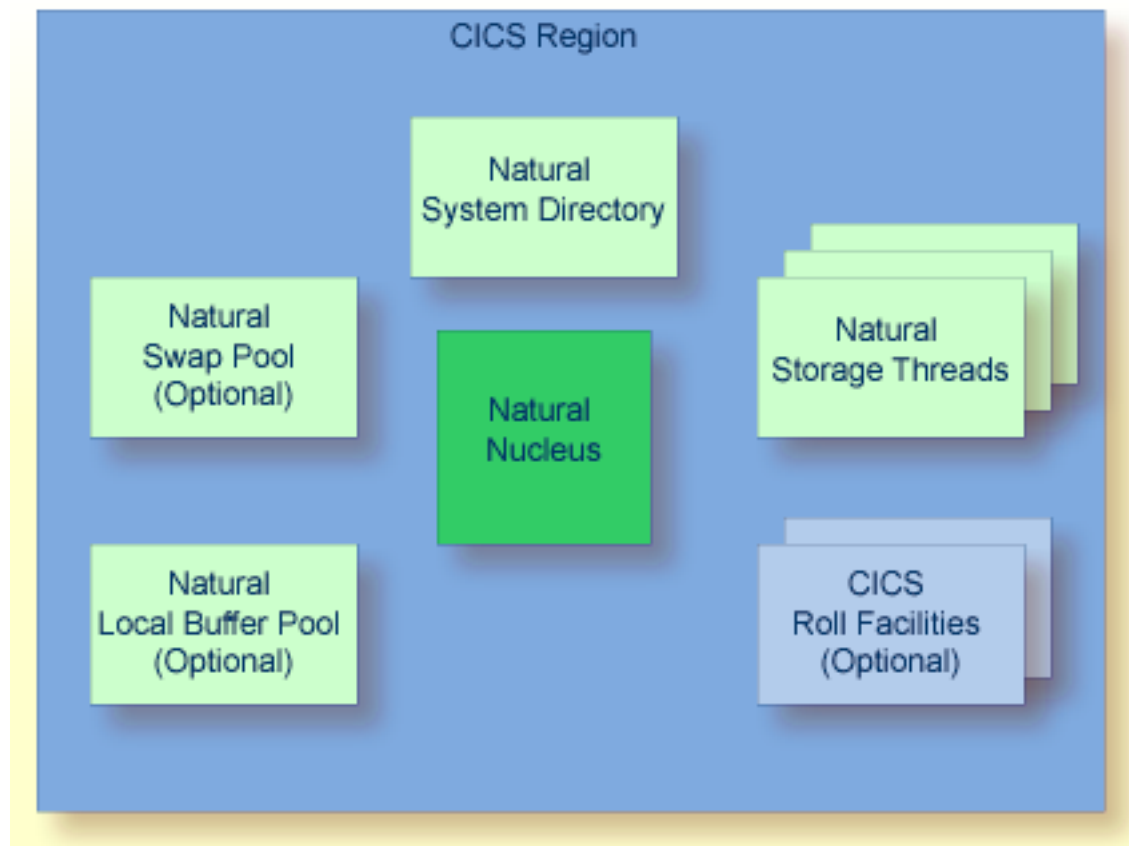 CICS Region
Natural
System Directory
Natural
Swap Pool
(Optional)
Natural
Storage Threads
Natural
Nucleus
Natural
Local Buffer Pool
(Optional)
CICS
Roll Facilities
(Optional)